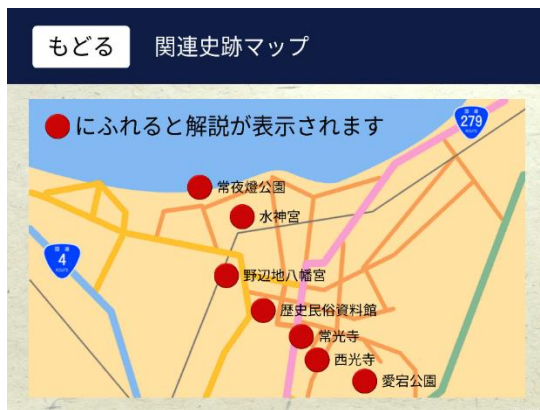 もどる 関連史跡マップ
●にふれると解説が表示されます
国道
279
ROUTE
常夜燈公園
水神宮
国道
4
ROUTE
野辺地八幡宮
歴史民俗資料館
常光寺
西光寺
愛宕公園